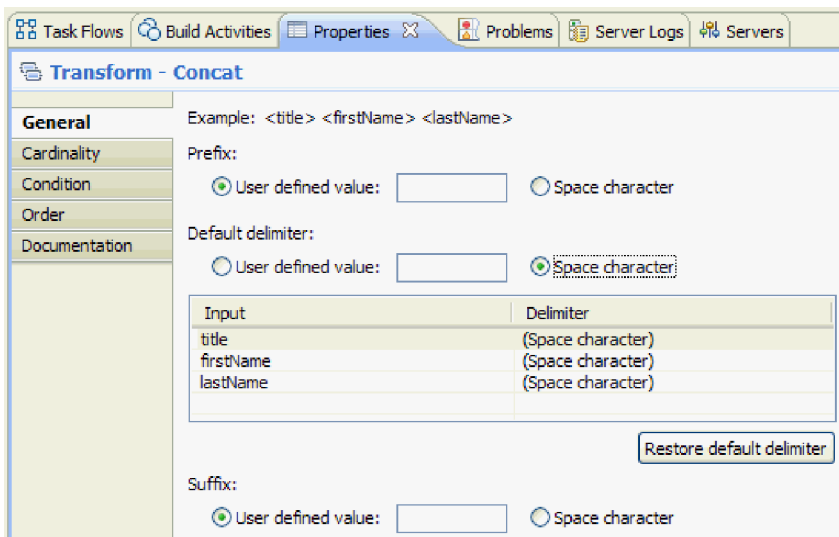 Task Flows Build Activities Properties Problems Server Logs Servers
Transform - Concat
General
Cardinality
Condition
Order
Documentation
Example: <title> <firstName> <lastName>
Prefix:
User defined value: Space character
Default delimiter:
User defined value: Space character
Input Delimiter
title (Space character)
firstName (Space character)
lastName (Space character)
Restore default delimiter
Suffix:
User defined value: Space character